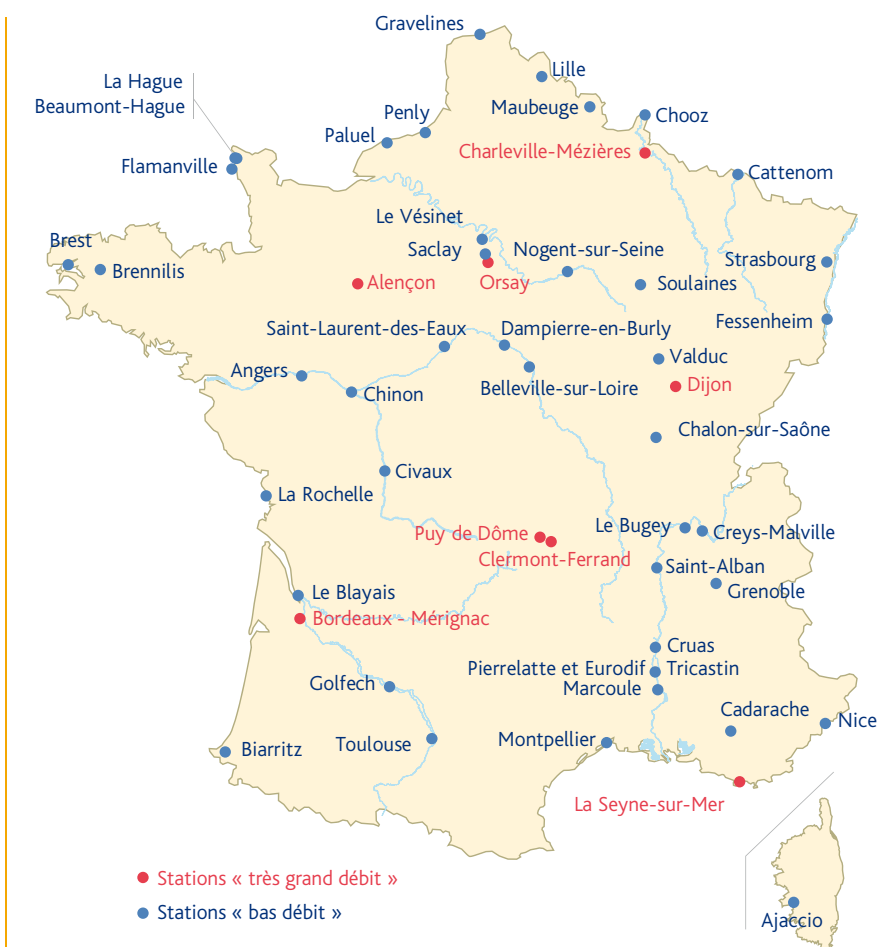 Gravelines
Lille
La Hague
Beaumont-Hague
Maubeuge
Penly
Chooz
Paluel
Charleville-Mézières
Flamanville
Cattenom
Le Vésinet
Brest
Saclay
Nogent-sur-Seine
Strasbourg
Brennilis
Alençon
Orsay
Soulaines
Fessenheim
Saint-Laurent-des-Eaux
Dampierre-en-Burly
Valduc
Angers
Dijon
Chinon
Belleville-sur-Loire
Chalon-sur-Saône
Civaux
La Rochelle
Le Bugey
Creys-Malville
Puy de Dôme
Clermont-Ferrand
Saint-Alban
Grenoble
Le Blayais
Bordeaux - Mérignac
Cruas
Pierrelatte et Eurodif
Tricastin
Golfech
Marcoule
Cadarache
Nice
Biarritz
Toulouse
Montpellier
La Seyne-sur-Mer
Stations « très grand débit »
Stations « bas débit »
Ajaccio